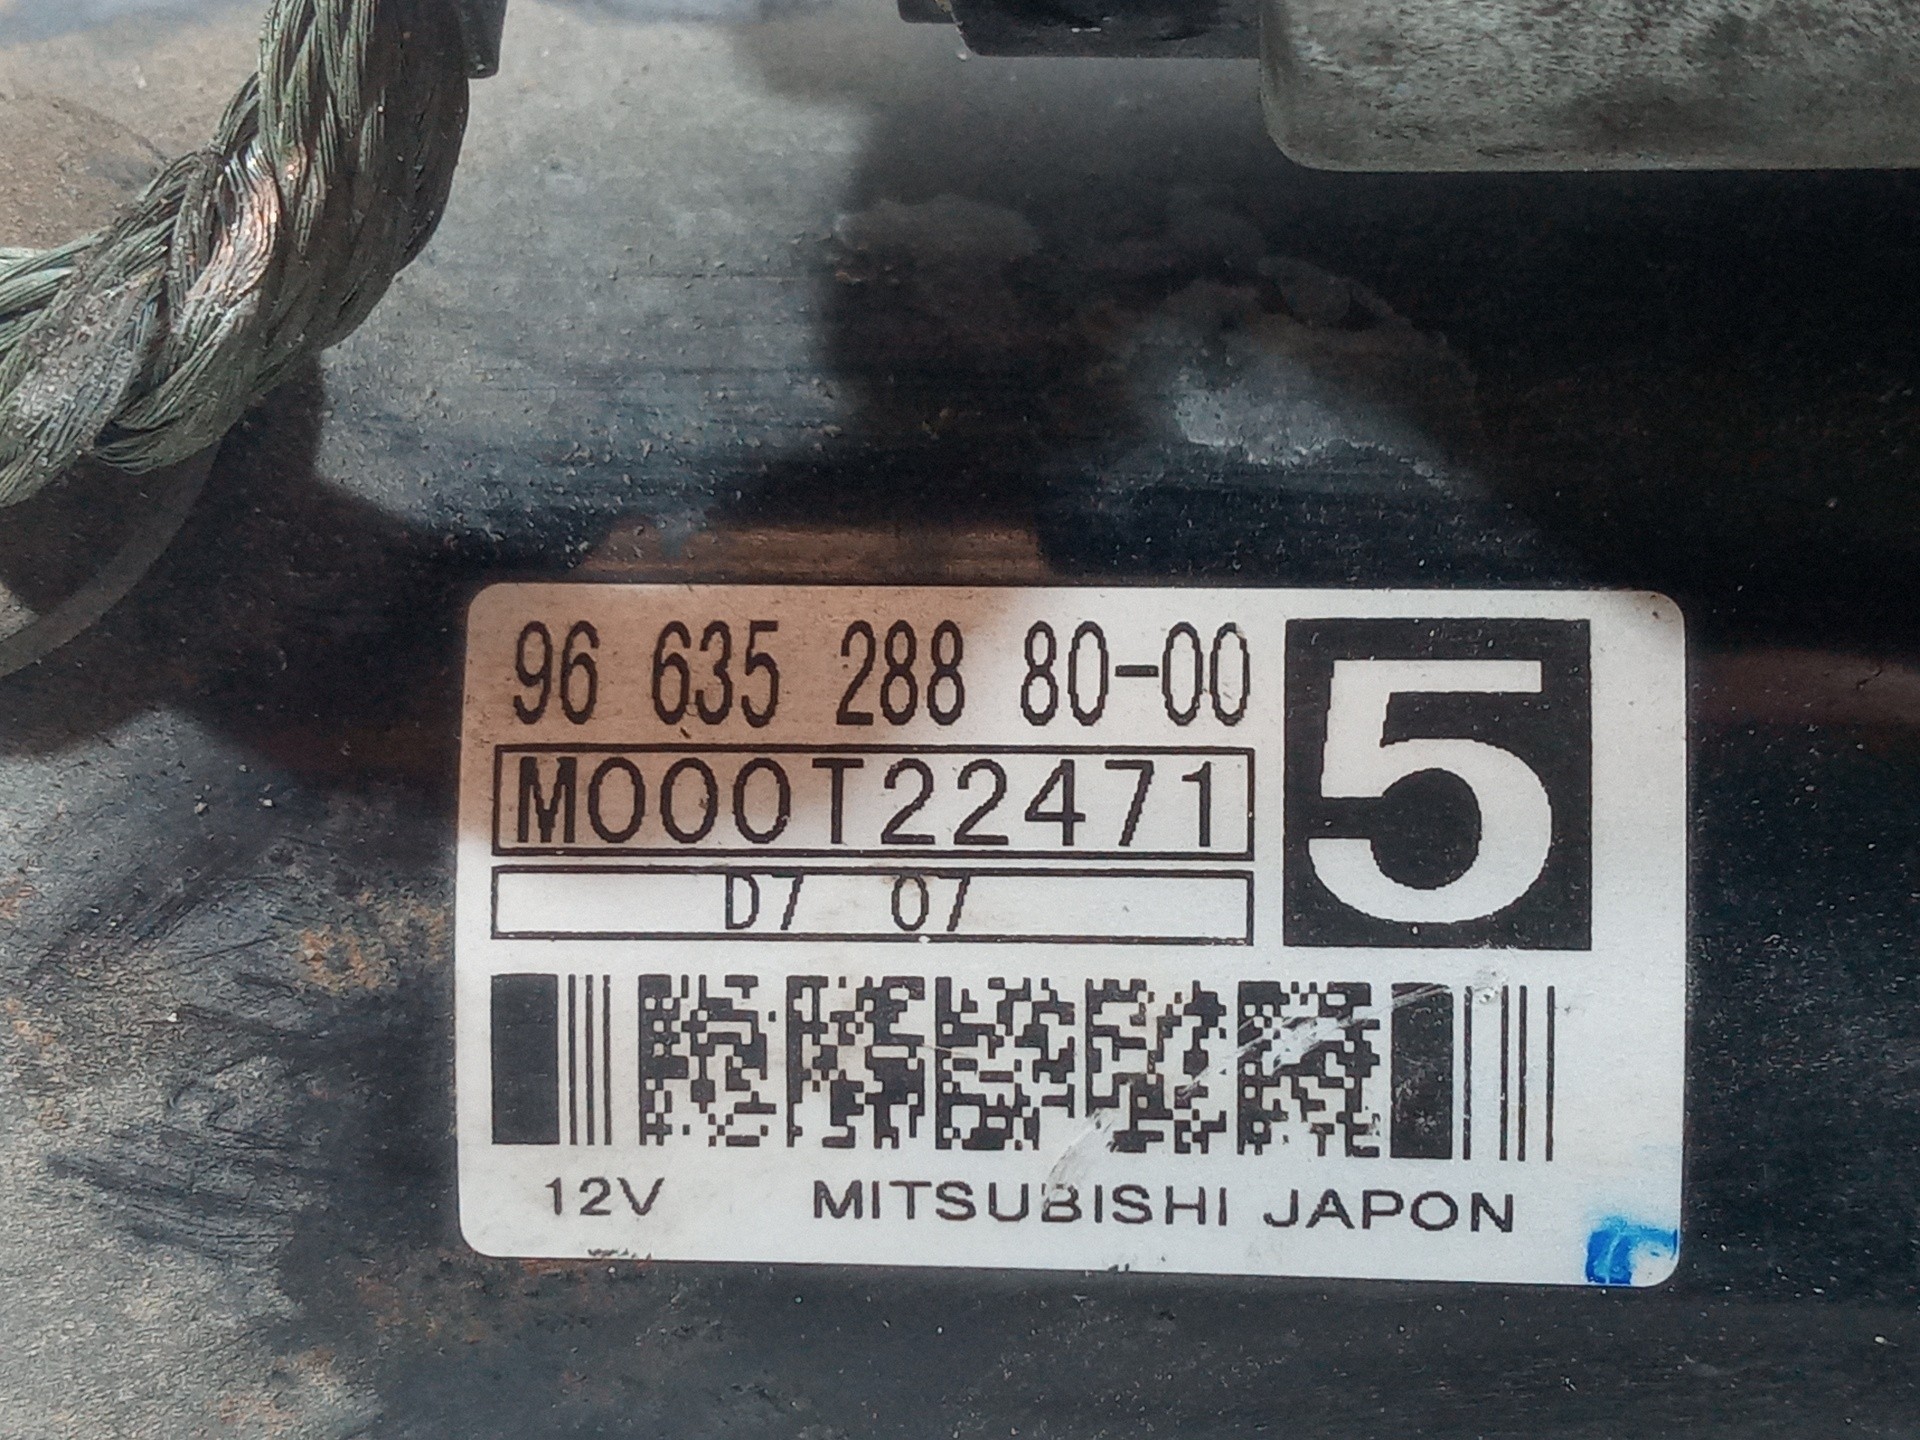 96 635 288 80-00
5
M000T22471
D7 07
12V MITSUBISHI JAPON